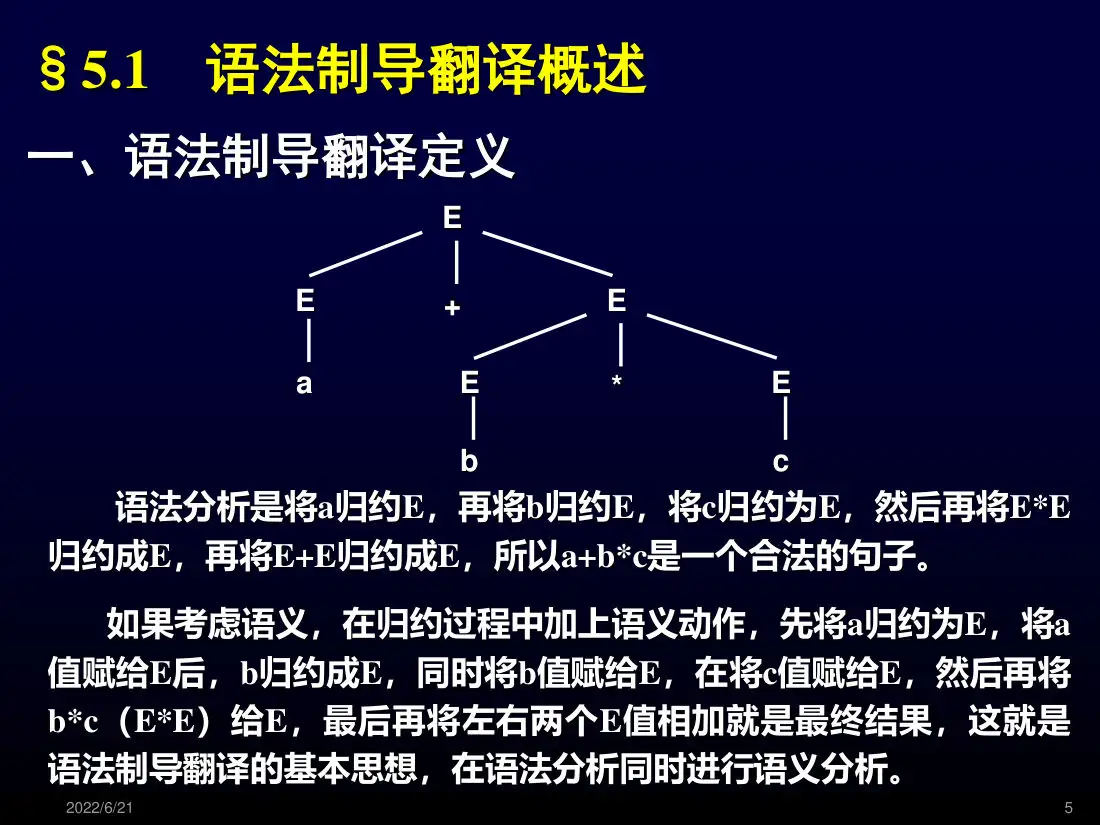 §5.1 语法制导翻译概述
一、语法制导翻译定义
E
E + E
a E * E
b c
语法分析是将a归约E，再将b归约E，将c归约为E，然后再将E*E
归约成E，再将E+E归约成E，所以a+b*c是一个合法的句子。
如果考虑语义，在归约过程中加上语义动作，先将a归约为E，将a
值赋给E后，b归约成E，同时将b值赋给E，在将c值赋给E，然后再将
b*c（E*E）给E，最后再将左右两个E值相加就是最终结果，这就是
语法制导翻译的基本思想，在语法分析同时进行语义分析。
2022/6/21 5